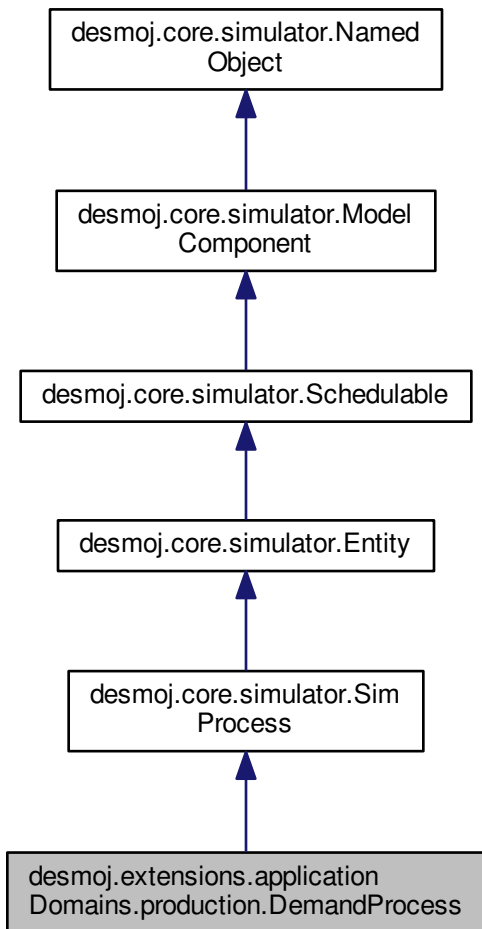 desmoj.core.simulator.Named
Object
desmoj.core.simulator.Model
Component
desmoj.core.simulator.Schedulable
desmoj.core.simulator.Entity
desmoj.core.simulator.Sim
Process
desmoj.extensions.application
Domains.production.DemandProcess